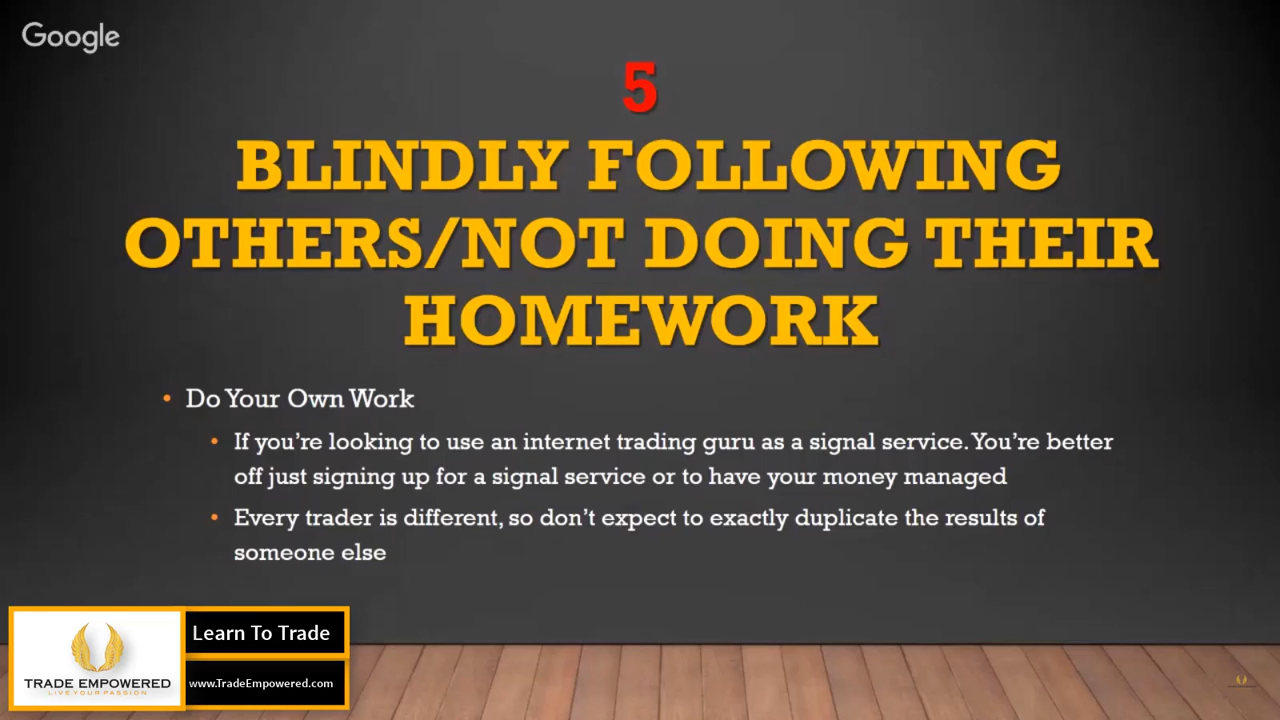 Google
5
BLINDLY FOLLOWING
OTHERS/NOT DOING THEIR
HOMEWORK
• Do Your Own Work
• If you're looking to use an internet trading guru as a signal service. You're better
off just signing up for a signal service or to have your money managed
• Every trader is different, so don't expect to exactly duplicate the results of
someone else
Learn To Trade
TRADE EMPOWERED
LIVE YOUR PASSION
www.TradeEmpowered.com